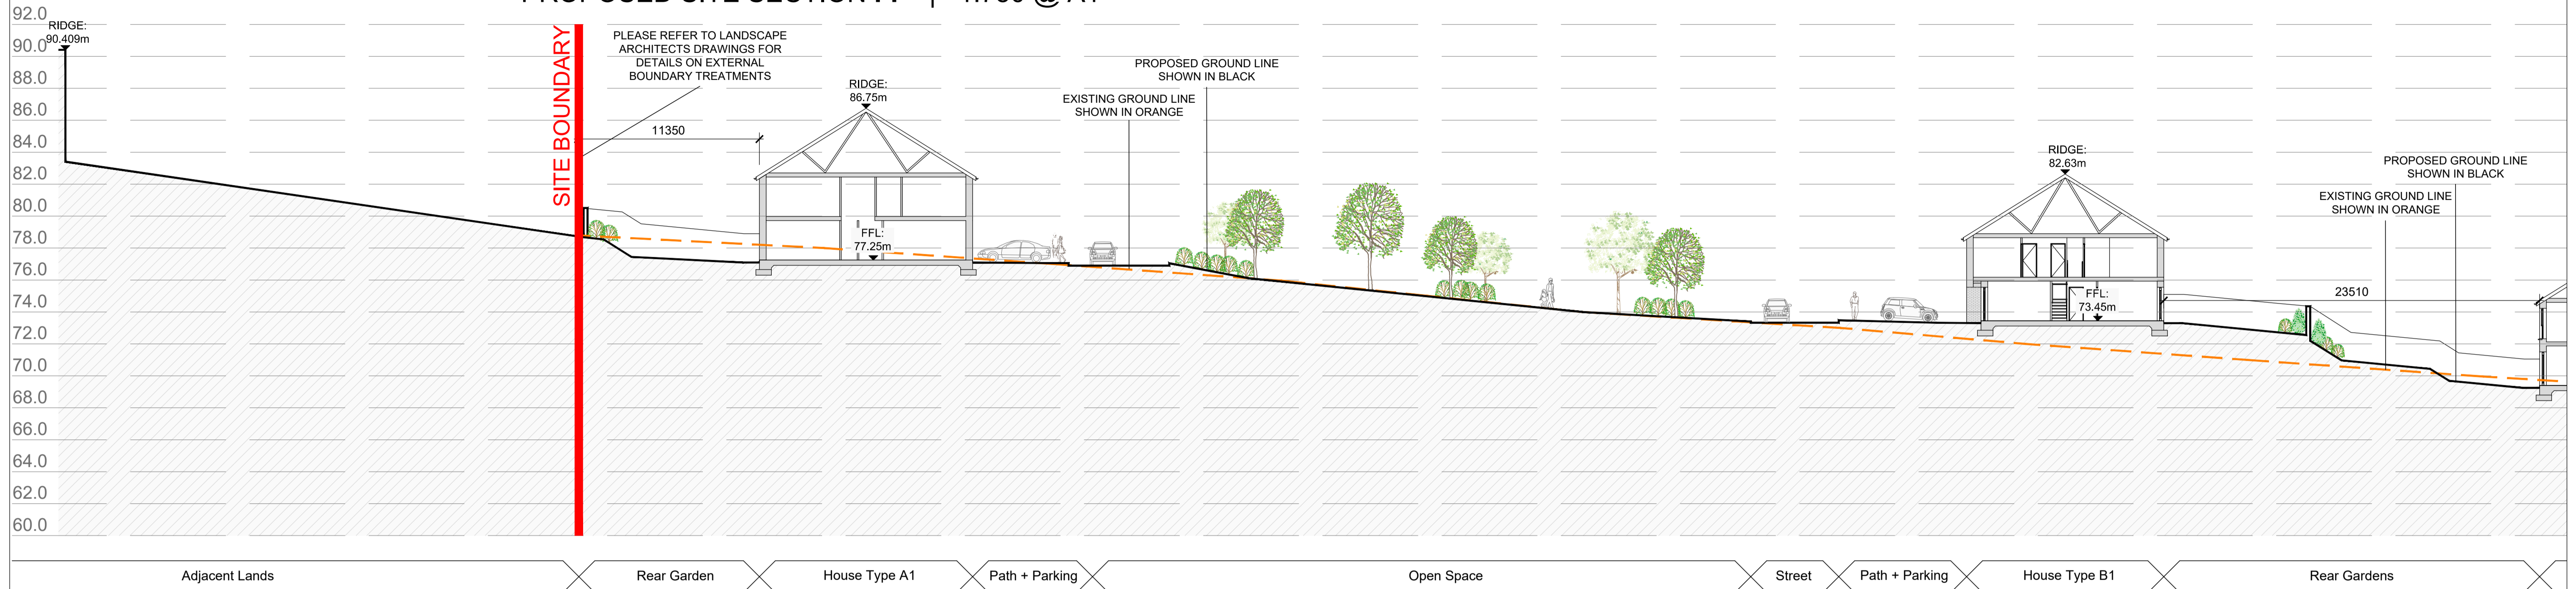 92.0
90.0
88.0
86.0
84.0
82.0
80.0
78.0
76.0
74.0
72.0
70.0
68.0
66.0
64.0
62.0
60.0
RIDGE:
90.409m
SITE BOUNDARY
PLEASE REFER TO LANDSCAPE
ARCHITECTS DRAWINGS FOR
DETAILS ON EXTERNAL
BOUNDARY TREATMENTS
11350
RIDGE:
86.75m
FFL:
77.25m
EXISTING GROUND LINE
SHOWN IN ORANGE
PROPOSED GROUND LINE
SHOWN IN BLACK
RIDGE:
82.63m
FFL:
73.45m
23510
EXISTING GROUND LINE
SHOWN IN ORANGE
PROPOSED GROUND LINE
SHOWN IN BLACK
Adjacent Lands
Rear Garden
House Type A1
Path + Parking
Open Space
Street
Path + Parking
House Type B1
Rear Gardens